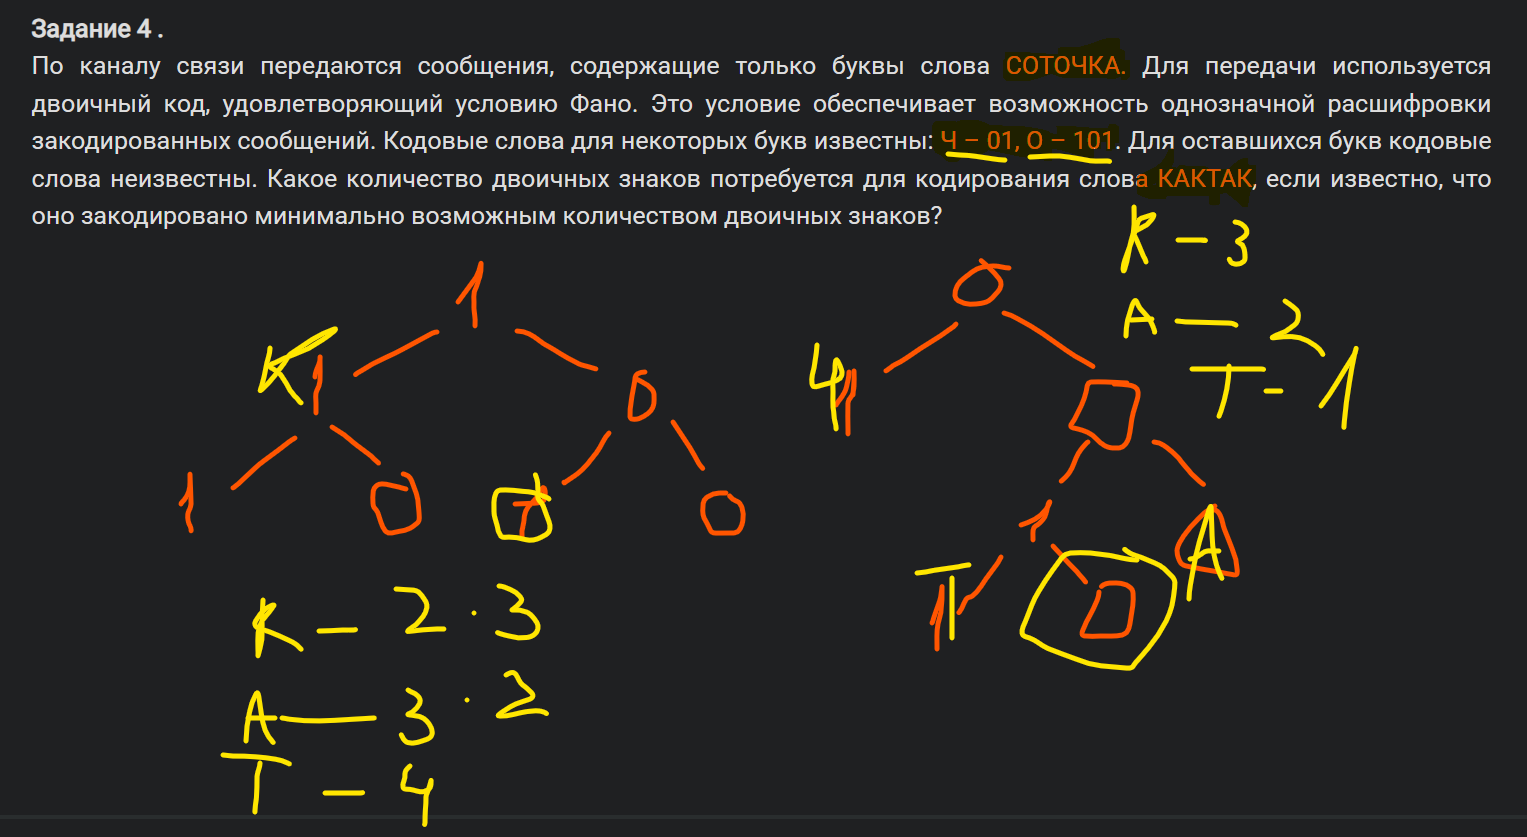 Задание 4 .
По каналу связи передаются сообщения, содержащие только буквы слова СОТОЧКА. Для передачи используется
двоичный код, удовлетворяющий условию Фано. Это условие обеспечивает возможность однозначной расшифровки
закодированных сообщений. Кодовые слова для некоторых букв известны: Ч – 01, О – 101. Для оставшихся букв кодовые
слова неизвестны. Какое количество двоичных знаков потребуется для кодирования слова КАКТАК, если известно, что
оно закодировано минимально возможным количеством двоичных знаков?
К – 3
А – 2
Т – 1
1 0
К 1 0 Ч 1 0
1 0 1 0 1 А
Т 1 0
К – 2 · 3
А – 3 · 2
Т – 4